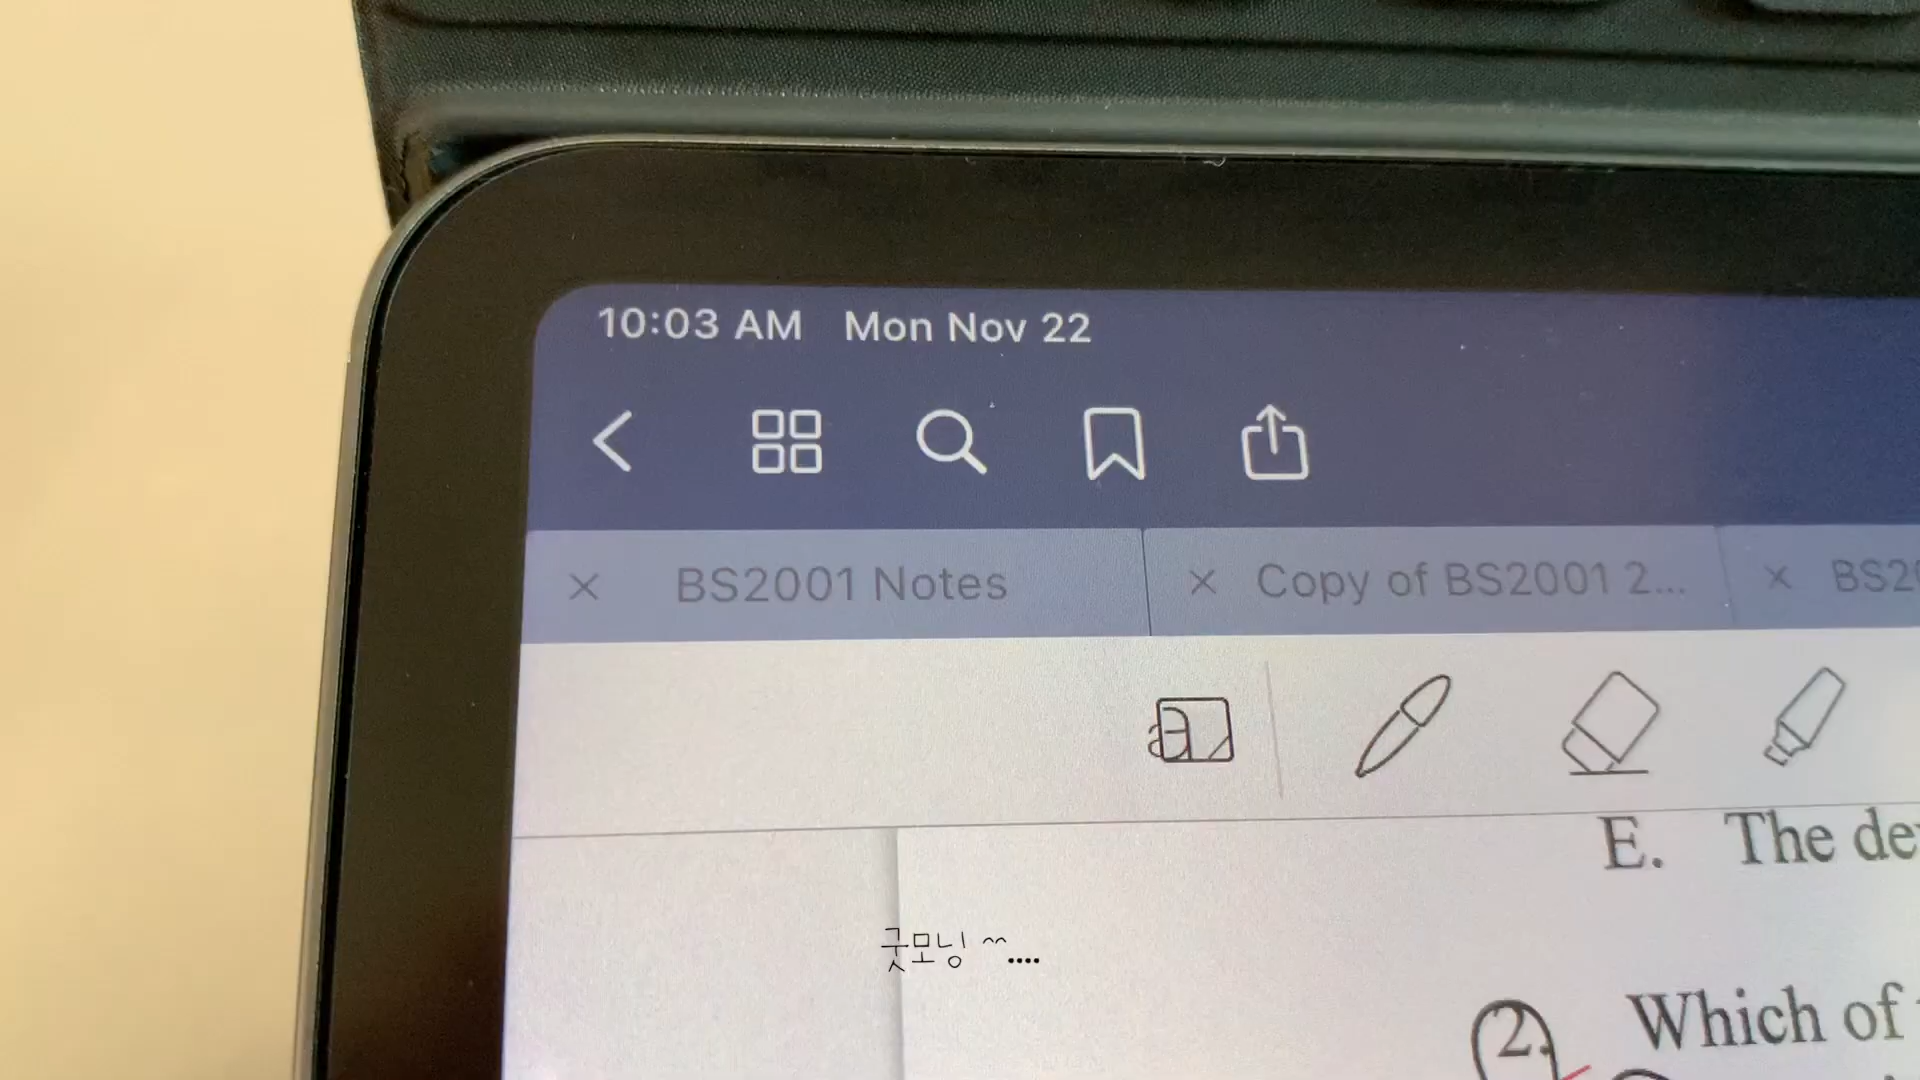 10:03 AM Mon Nov 22
BS2001 Notes
Copy of BS2001 2...
E. The
굿모닝 ^^....
2. Which of